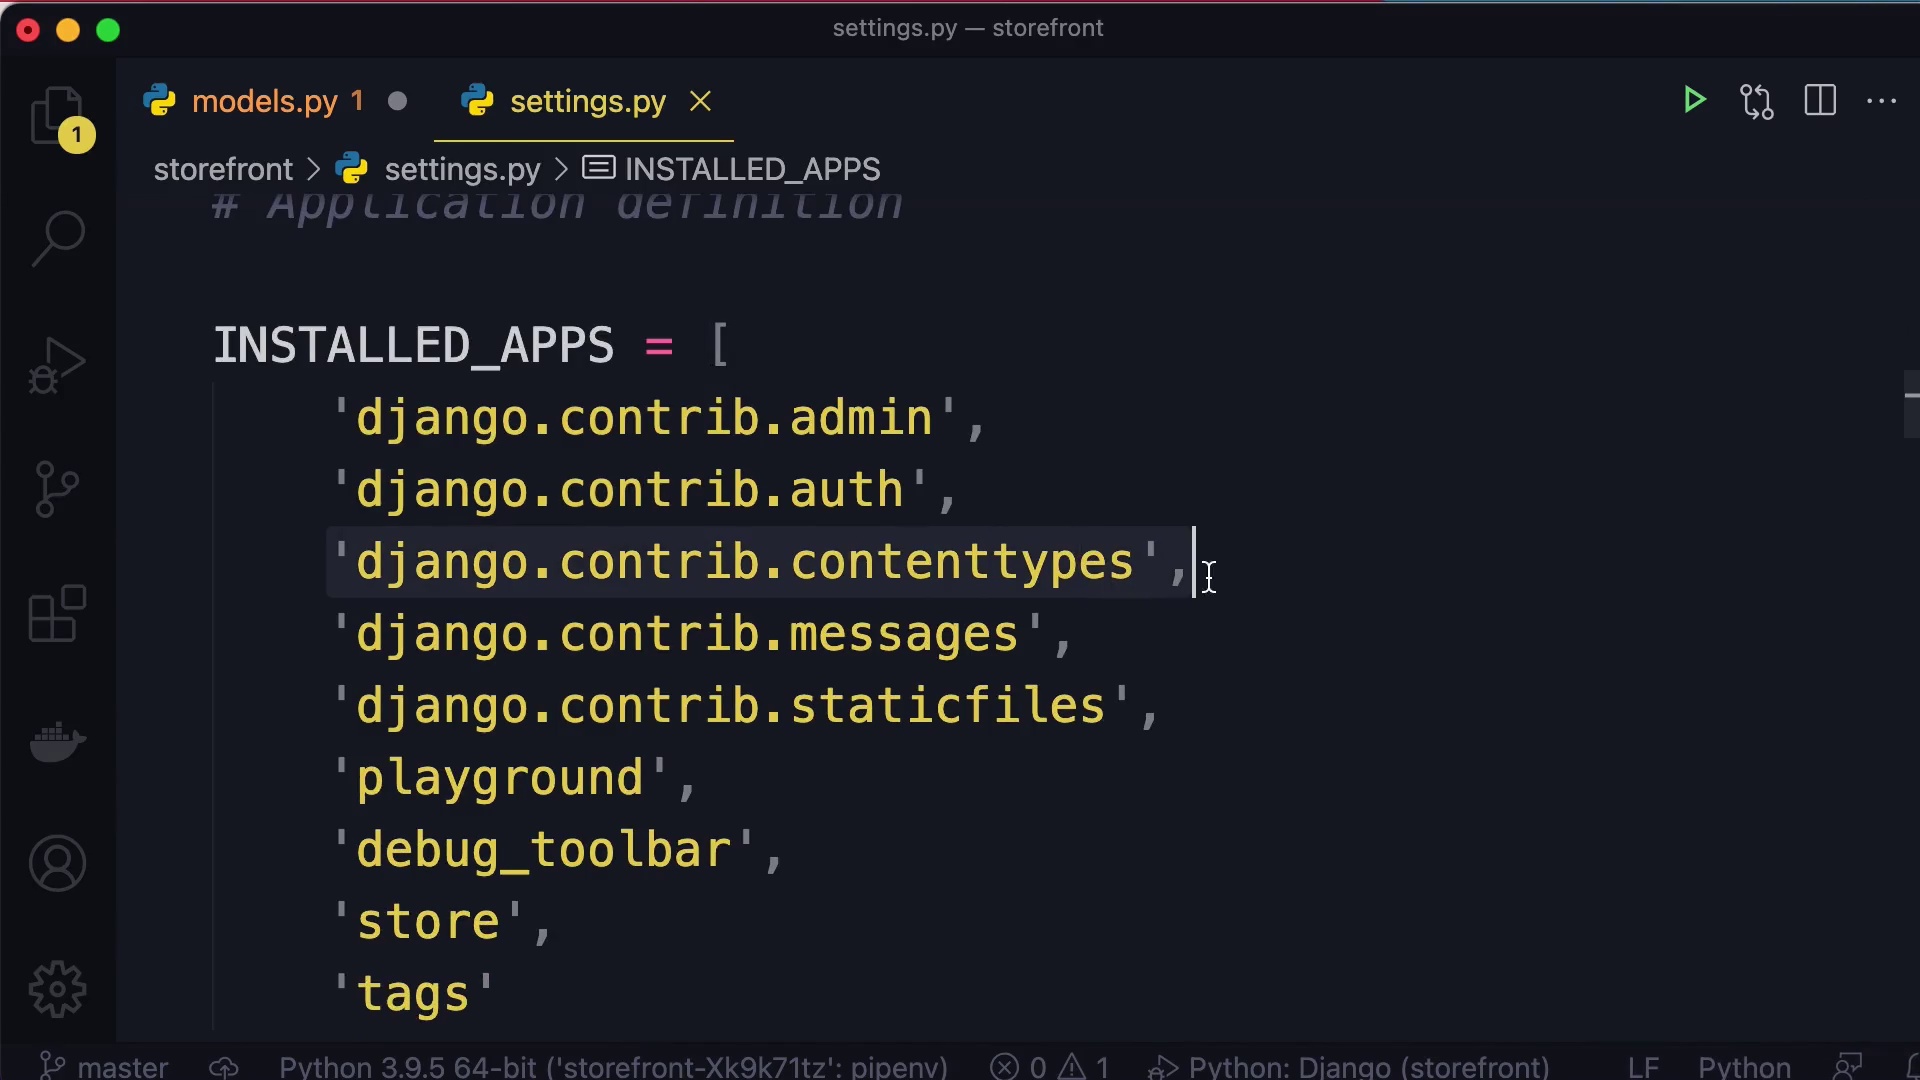 settings.py — storefront
models.py 1 settings.py
1
storefront > settings.py > INSTALLED_APPS
# Application definition
INSTALLED_APPS = [
'django.contrib.admin',
'django.contrib.auth',
'django.contrib.contenttypes',
'django.contrib.messages',
'django.contrib.staticfiles',
'playground',
'debug_toolbar',
'store',
'tags'
master Python 3.9.5 64-bit ('storefront-Xk9k71tz': pipenv) 0 1 Python: Django (storefront) LF Python